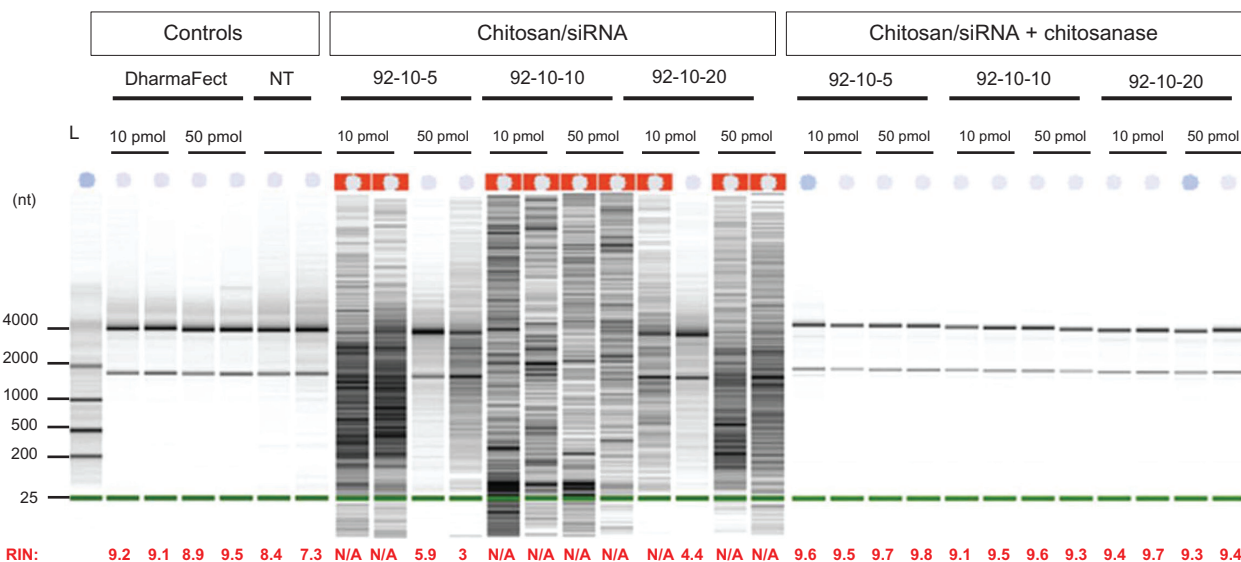 Controls Chitosan/siRNA Chitosan/siRNA + chitosanase
DharmaFect NT 92-10-5 92-10-10 92-10-20 92-10-5 92-10-10 92-10-20
L 10 pmol 50 pmol 10 pmol 50 pmol 10 pmol 50 pmol 10 pmol 50 pmol 10 pmol 50 pmol 10 pmol 50 pmol 10 pmol 50 pmol
(nt)
4000
2000
1000
500
200
25
RIN: 9.2 9.1 8.9 9.5 8.4 7.3 N/A N/A 5.9 3 N/A N/A N/A N/A N/A 4.4 N/A N/A 9.6 9.5 9.7 9.8 9.1 9.5 9.6 9.3 9.4 9.7 9.3 9.4